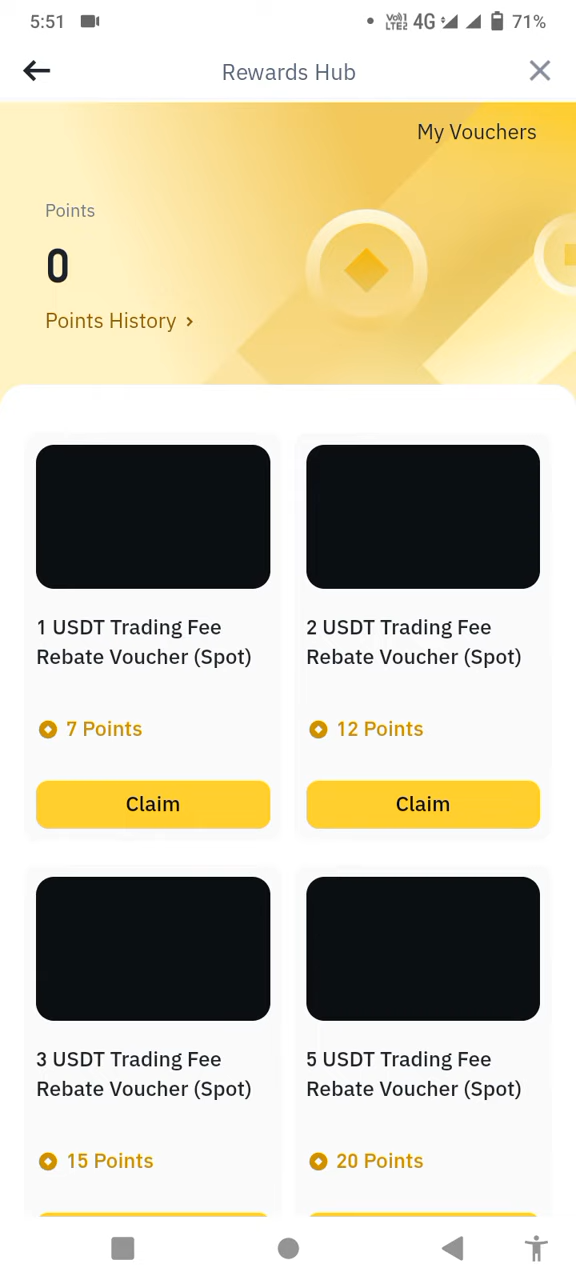 5:51
4G
71%
Rewards Hub
My Vouchers
Points
0
Points History
1 USDT Trading Fee
Rebate Voucher (Spot)
7 Points
Claim
2 USDT Trading Fee
Rebate Voucher (Spot)
12 Points
Claim
3 USDT Trading Fee
Rebate Voucher (Spot)
15 Points
5 USDT Trading Fee
Rebate Voucher (Spot)
20 Points